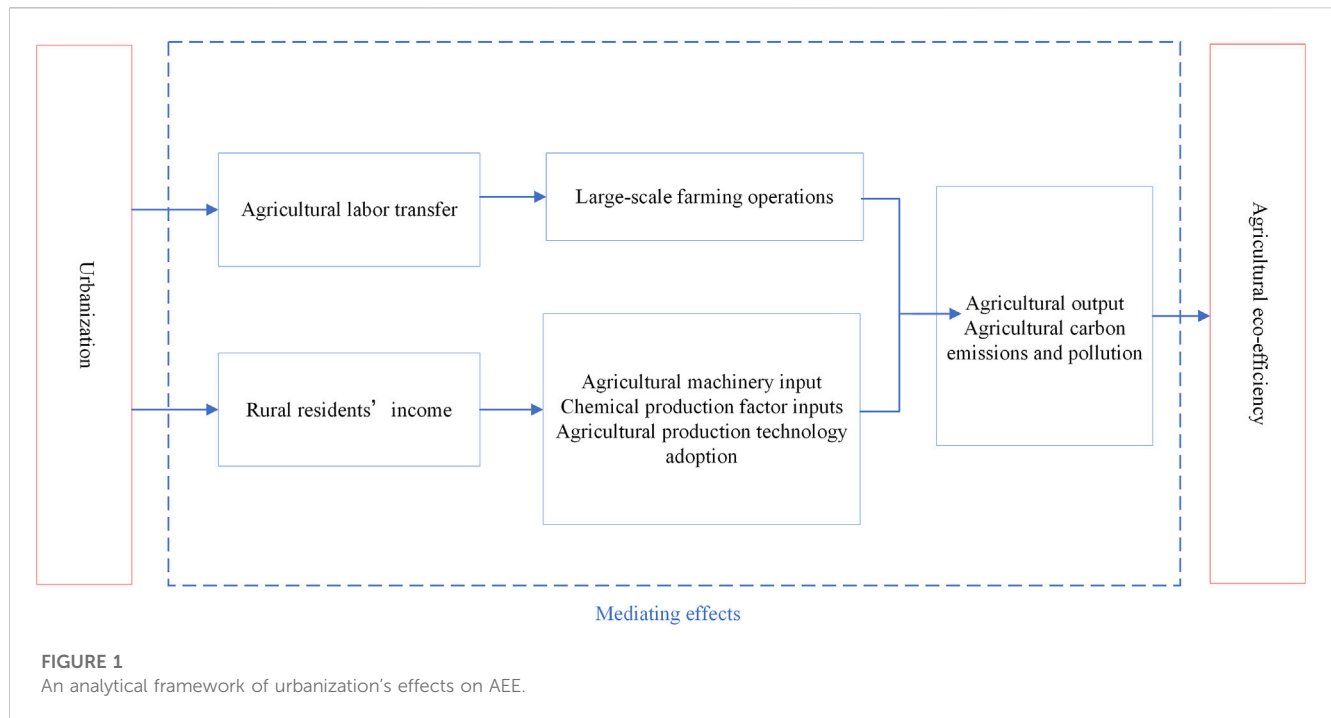 Urbanization
Agricultural labor transfer
Large-scale farming operations
Rural residents’ income
Agricultural machinery input
Chemical production factor inputs
Agricultural production technology
adoption
Agricultural output
Agricultural carbon
emissions and pollution
Agricultural eco-efficiency
Mediating effects
FIGURE 1
An analytical framework of urbanization’s effects on AEE.